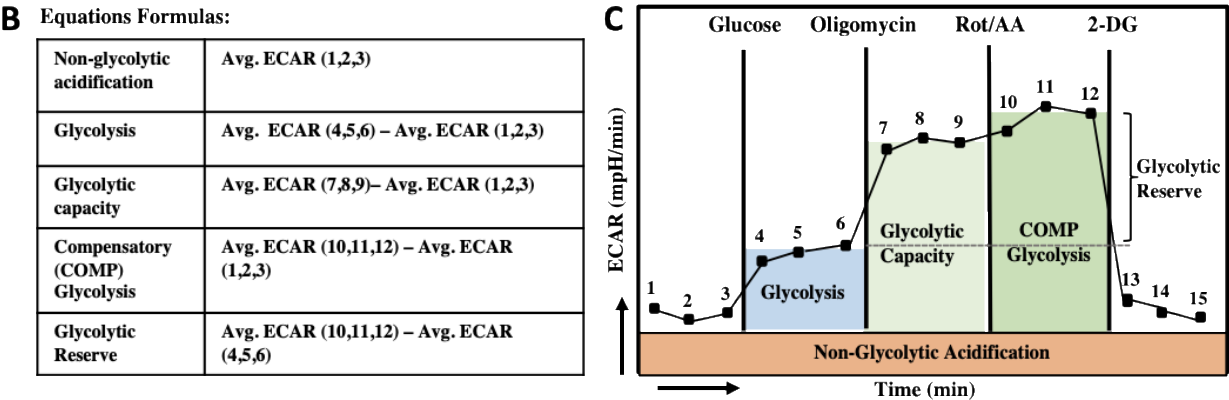 B Equations Formulas:
Non-glycolytic
acidification
Avg. ECAR (1,2,3)
Glycolysis
Avg. ECAR (4,5,6) – Avg. ECAR (1,2,3)
Glycolytic
capacity
Avg. ECAR (7,8,9)– Avg. ECAR (1,2,3)
Compensatory
(COMP)
Glycolysis
Avg. ECAR (10,11,12) – Avg. ECAR
(1,2,3)
Glycolytic
Reserve
Avg. ECAR (10,11,12) – Avg. ECAR
(4,5,6)
C
Glucose Oligomycin Rot/AA 2-DG
ECAR (mpH/min)
1 2 3 4 5 6 7 8 9 10 11 12 13 14 15
Glycolysis
Glycolytic
Capacity
COMP
Glycolysis
Glycolytic
Reserve
Non-Glycolytic Acidification
Time (min)